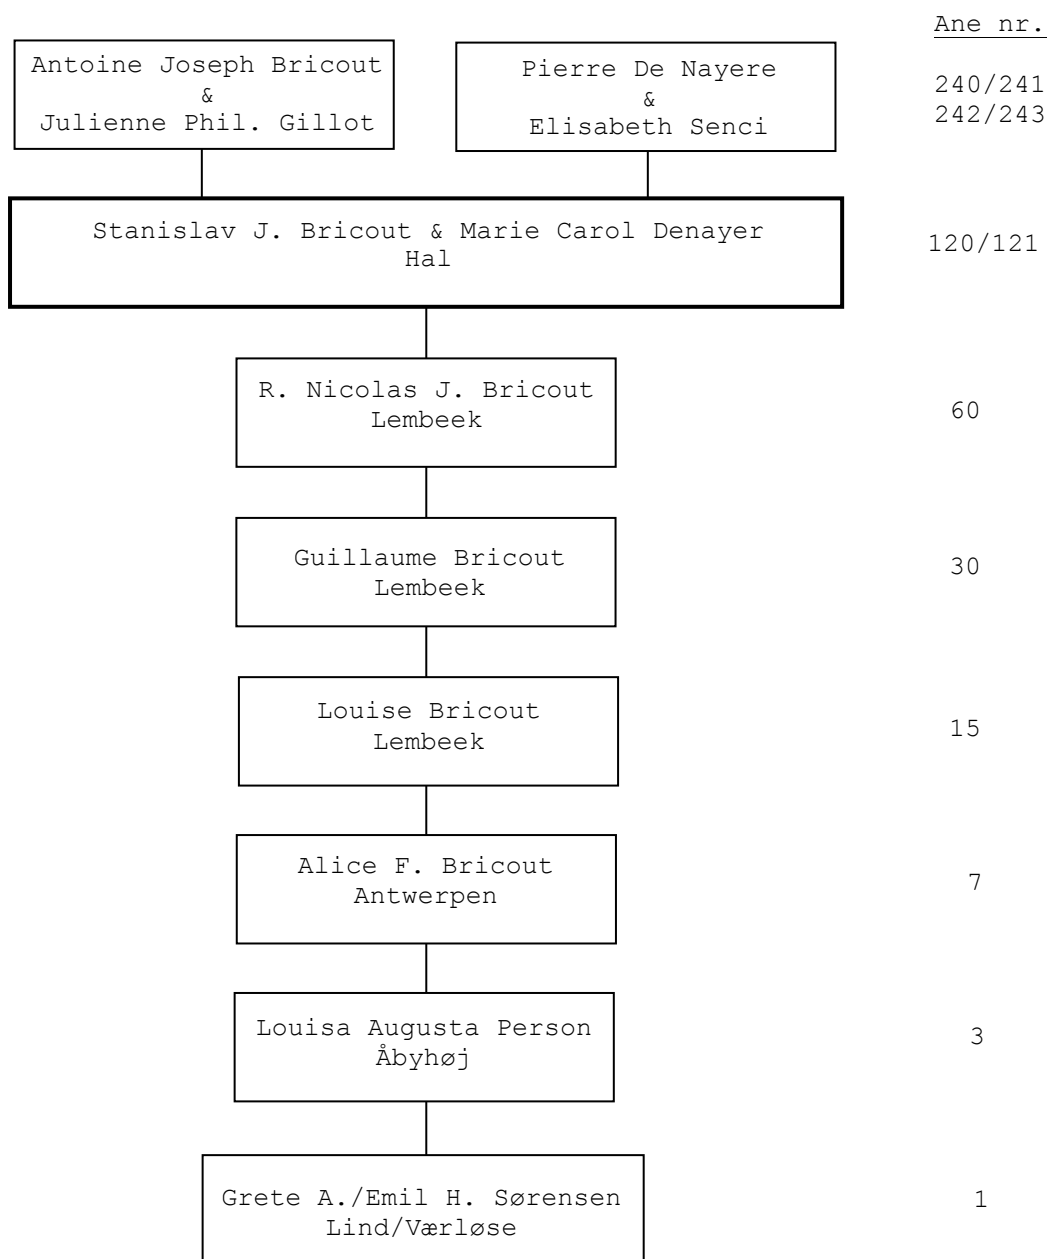 Ane nr.
Antoine Joseph Bricout
&
Julienne Phil. Gillot
Pierre De Nayere
&
Elisabeth Senci
240/241
242/243
Stanislav J. Bricout & Marie Carol Denayer
Hal
120/121
R. Nicolas J. Bricout
Lembeek
60
Guillaume Bricout
Lembeek
30
Louise Bricout
Lembeek
15
Alice F. Bricout
Antwerpen
7
Louisa Augusta Person
Åbyhøj
3
Grete A./Emil H. Sørensen
Lind/Værløse
1